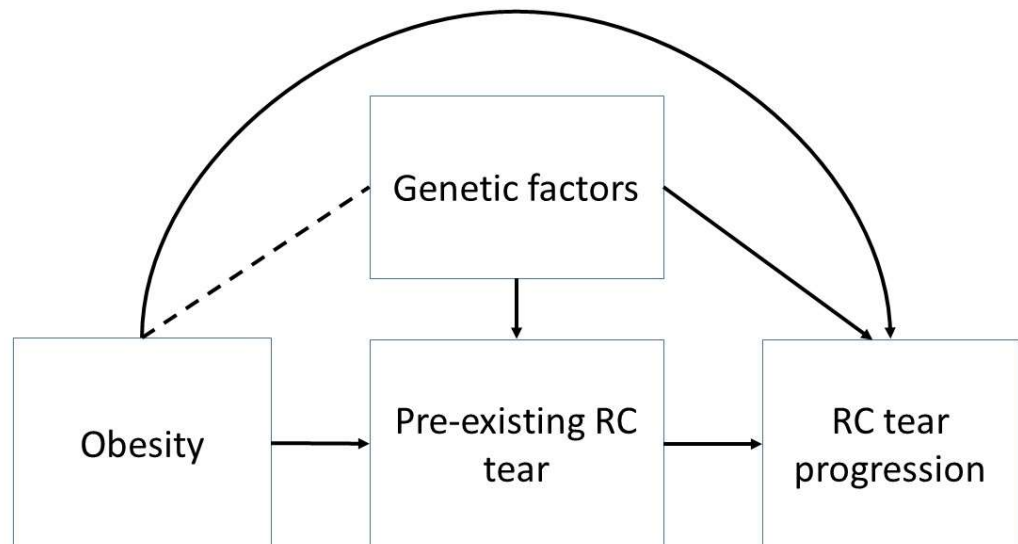 Genetic factors
Obesity
Pre-existing RC
tear
RC tear
progression